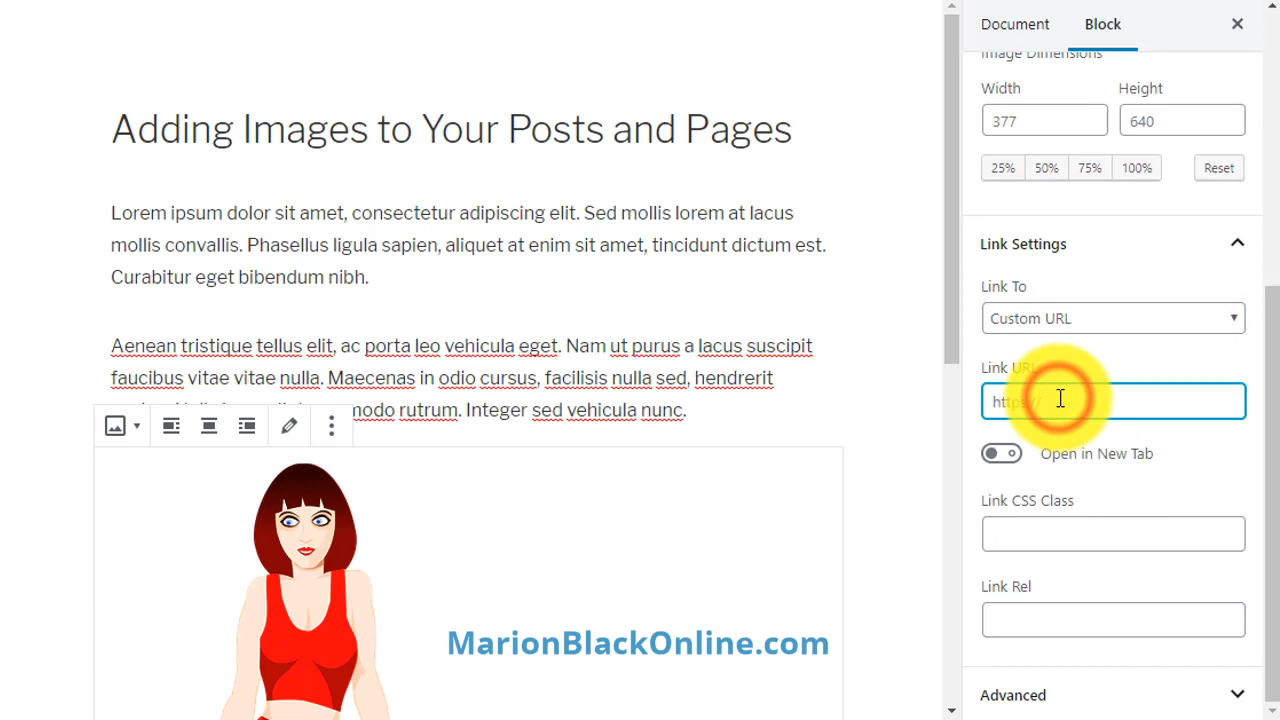 Adding Images to Your Posts and Pages
Lorem ipsum dolor sit amet, consectetur adipiscing elit. Sed mollis lorem at lacus
mollis convallis. Phasellus ligula sapien, aliquet at enim sit amet, tincidunt dictum est.
Curabitur eget bibendum nibh.
Aenean tristique tellus elit, ac porta leo vehicula eget. Nam ut purus a lacus suscipit
faucibus vitae vitae nulla. Maecenas in odio cursus, facilisis nulla sed, hendrerit
rutrum. Integer sed vehicula nunc.
MarionBlackOnline.com
Document
Block
Image Dimensions
Width
Height
377
640
25%
50%
75%
100%
Reset
Link Settings
Link To
Custom URL
Link URL
https://
Open in New Tab
Link CSS Class
Link Rel
Advanced